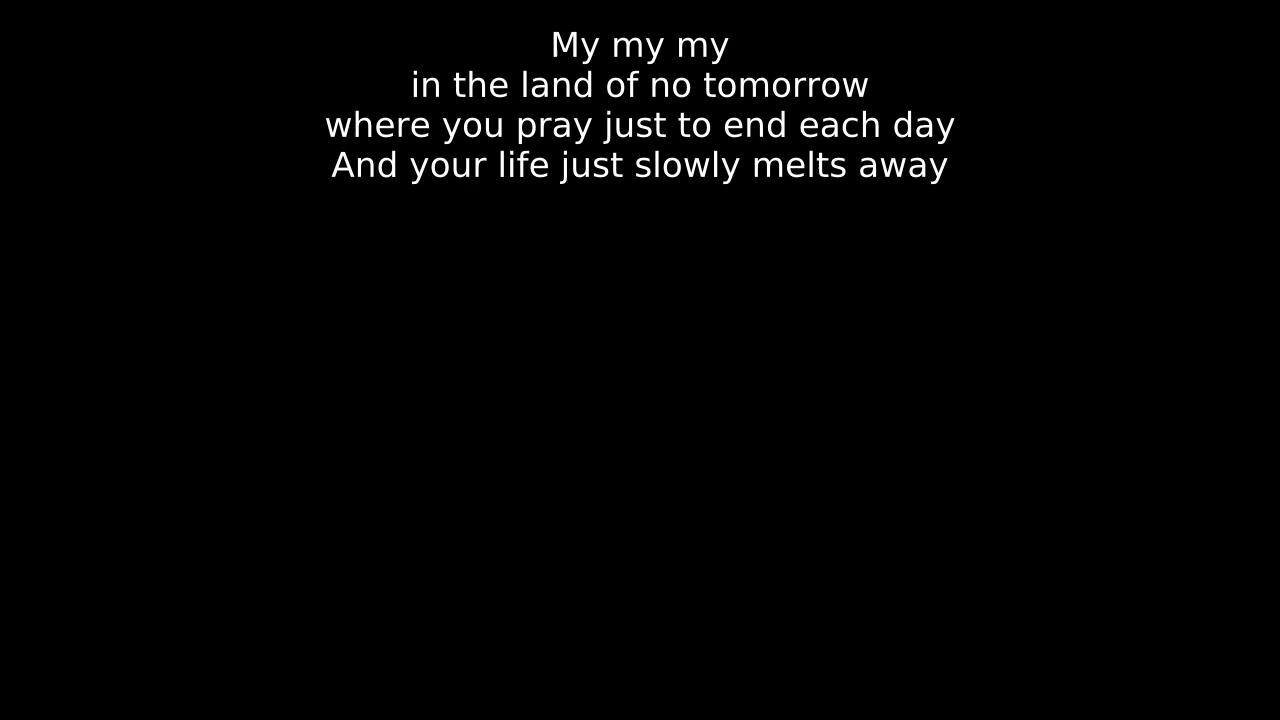 My my my
in the land of no tomorrow
where you pray just to end each day
And your life just slowly melts away